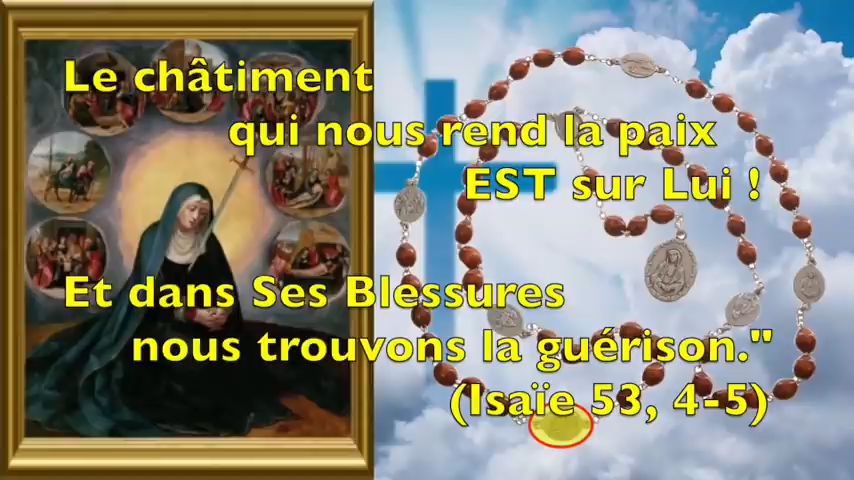 Le châtiment
qui nous rend la paix
EST sur Lui !
Et dans Ses Blessures
nous trouvons la guérison."
(Isaïe 53, 4-5)